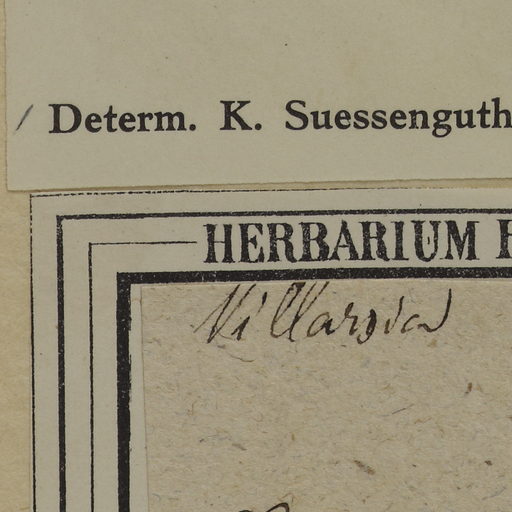 Determ. K. Suessenguth
HERBARIUM
Villarsia